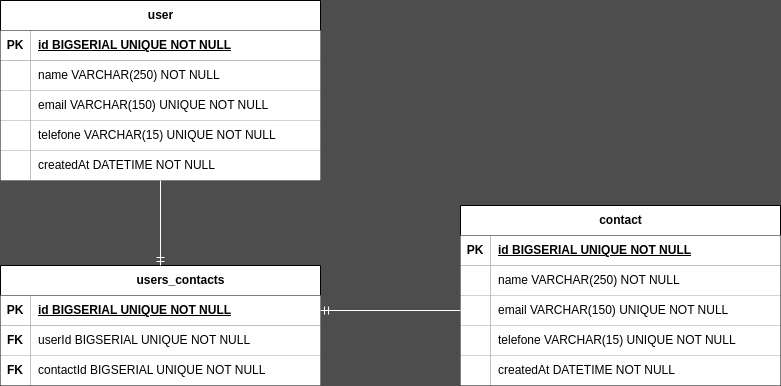 user
PK id BIGSERIAL UNIQUE NOT NULL
name VARCHAR(250) NOT NULL
email VARCHAR(150) UNIQUE NOT NULL
telefone VARCHAR(15) UNIQUE NOT NULL
createdAt DATETIME NOT NULL
users_contacts
PK id BIGSERIAL UNIQUE NOT NULL
FK userId BIGSERIAL UNIQUE NOT NULL
FK contactId BIGSERIAL UNIQUE NOT NULL
contact
PK id BIGSERIAL UNIQUE NOT NULL
name VARCHAR(250) NOT NULL
email VARCHAR(150) UNIQUE NOT NULL
telefone VARCHAR(15) UNIQUE NOT NULL
createdAt DATETIME NOT NULL